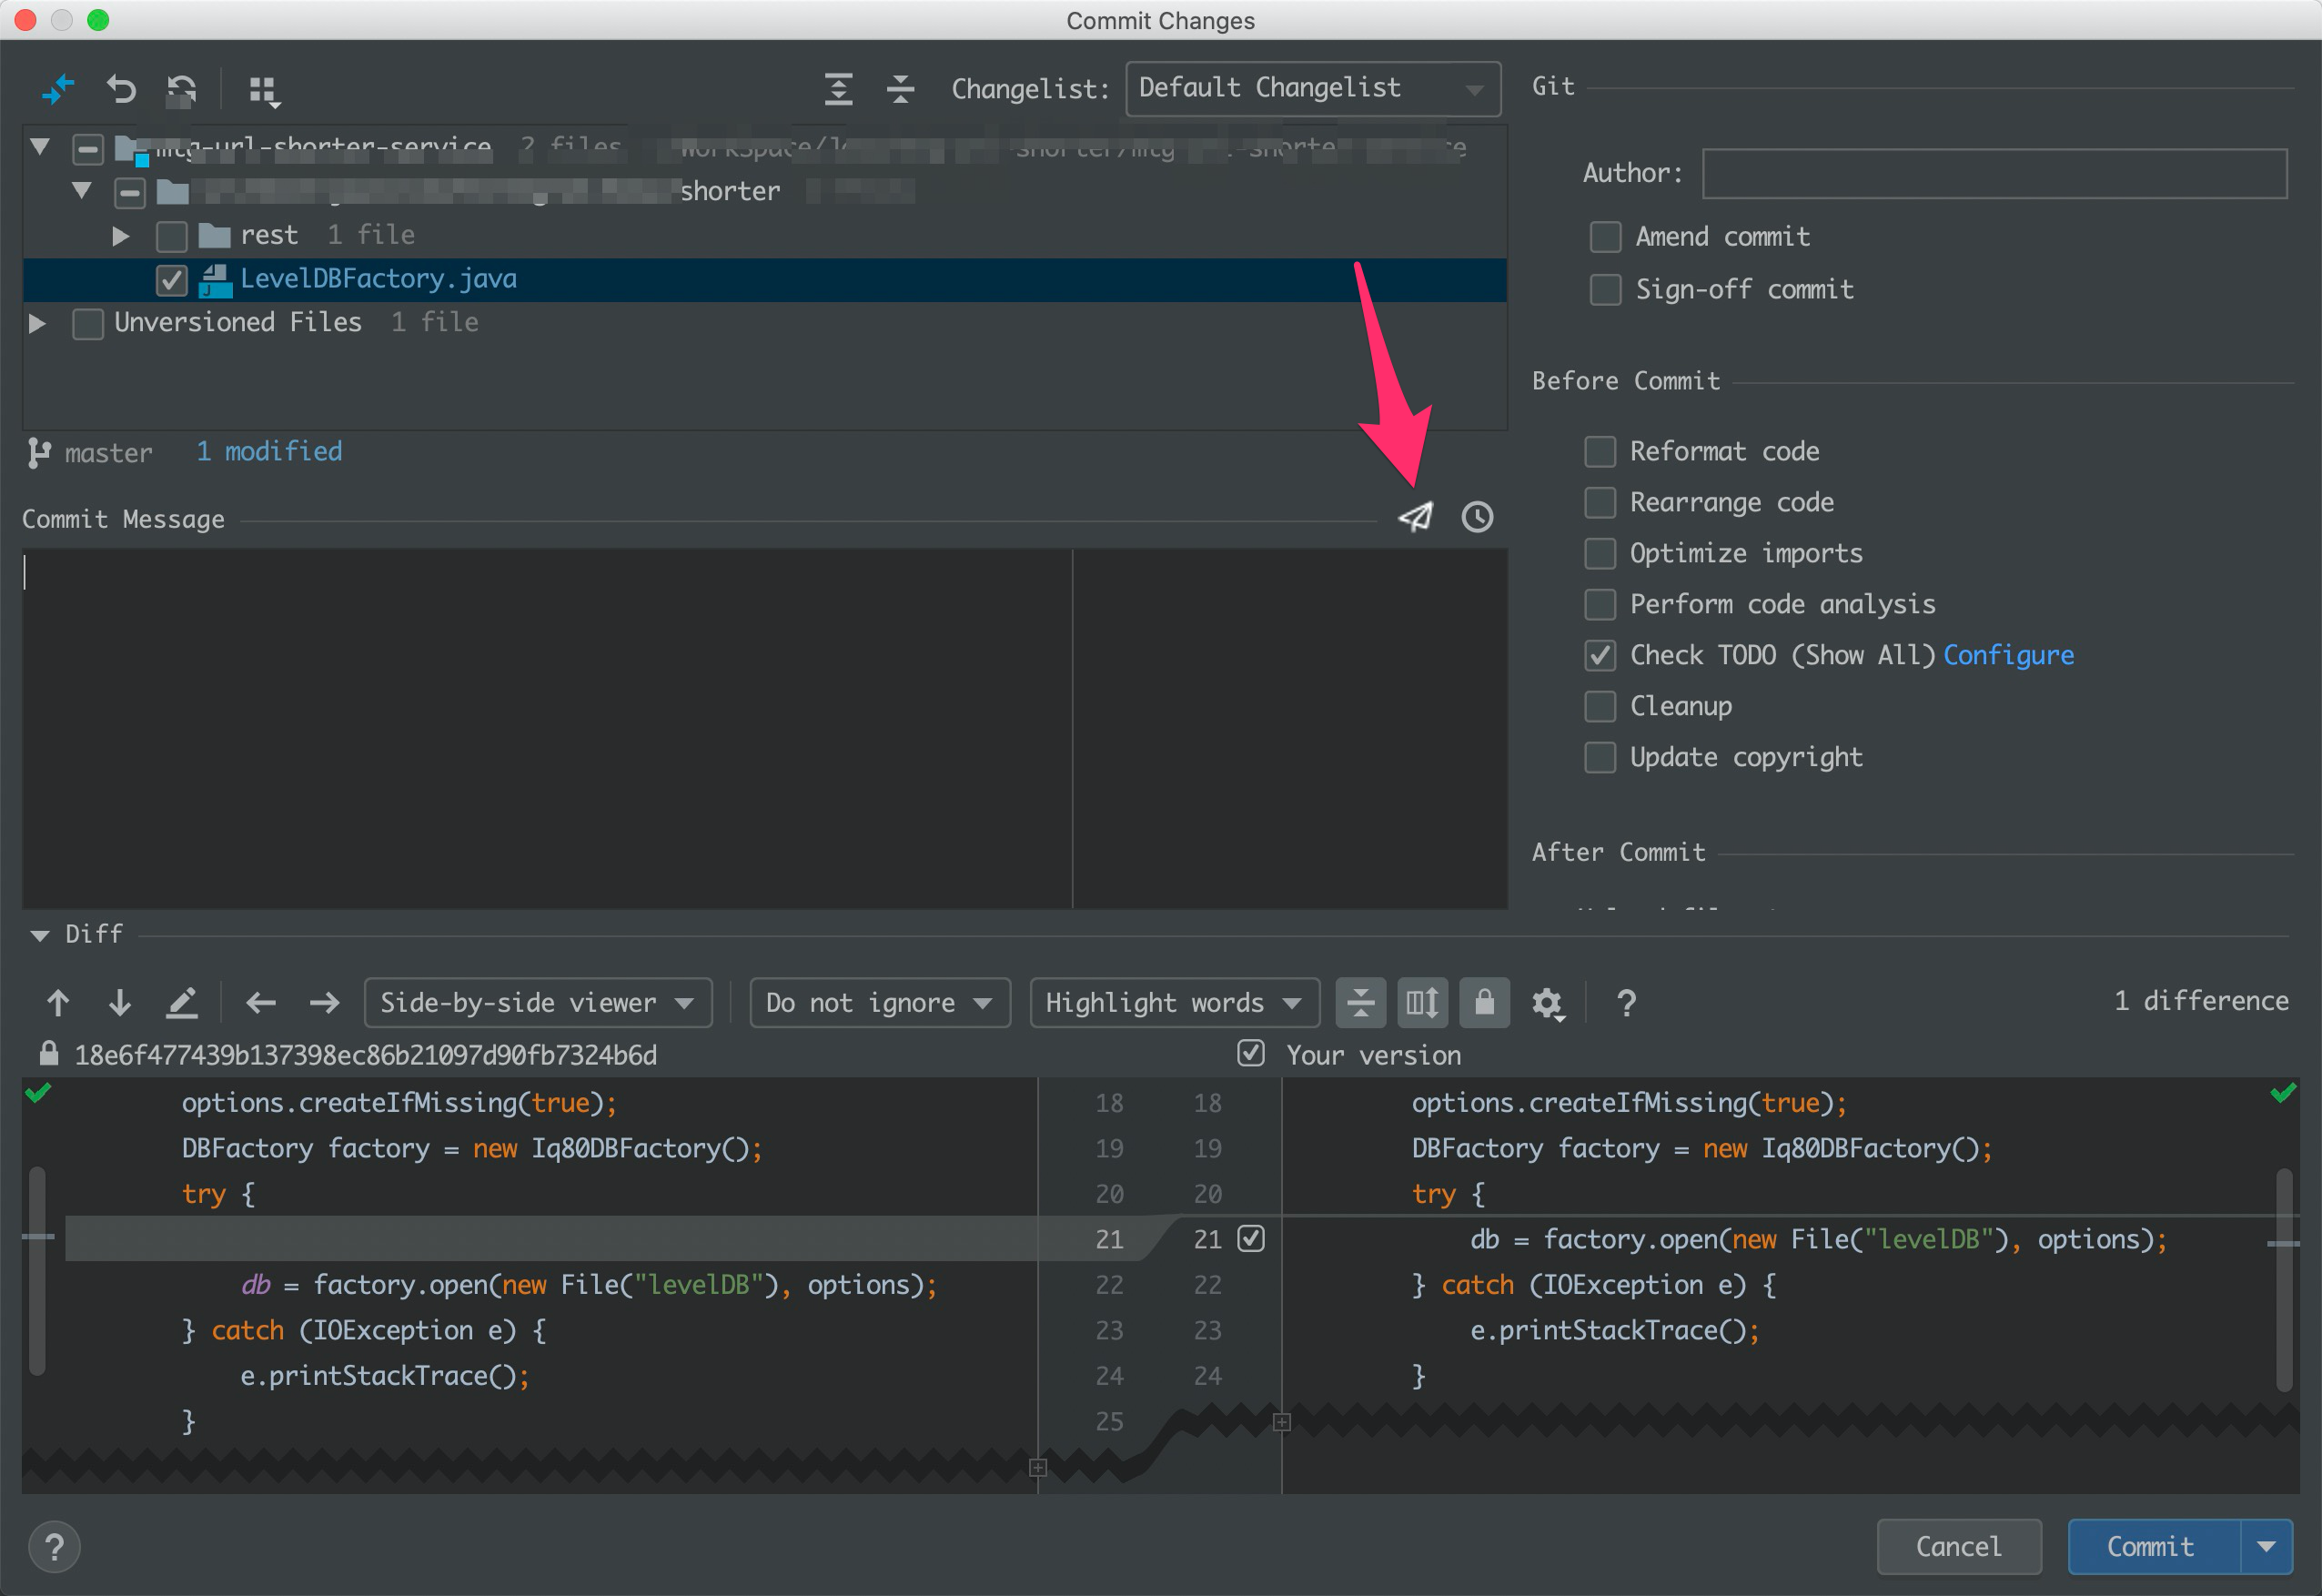 Commit Changes
Changelist: Default Changelist
mtg-url-shorter-service 2 files
shorter
rest 1 file
LevelDBFactory.java
Unversioned Files 1 file
master 1 modified
Commit Message
Git
Author:
Amend commit
Sign-off commit
Before Commit
Reformat code
Rearrange code
Optimize imports
Perform code analysis
Check TODO (Show All) Configure
Cleanup
Update copyright
After Commit
Diff
Side-by-side viewer Do not ignore Highlight words ? 1 difference
18e6f477439b137398ec86b21097d90fb7324b6d Your version
options.createIfMissing(true); 18 18 options.createIfMissing(true);
DBFactory factory = new Iq80DBFactory(); 19 19 DBFactory factory = new Iq80DBFactory();
try { 20 20 try {
21 21 db = factory.open(new File("levelDB"), options);
db = factory.open(new File("levelDB"), options); 22 22 } catch (IOException e) {
} catch (IOException e) { 23 23 e.printStackTrace();
e.printStackTrace(); 24 24 }
} 25
? Cancel Commit